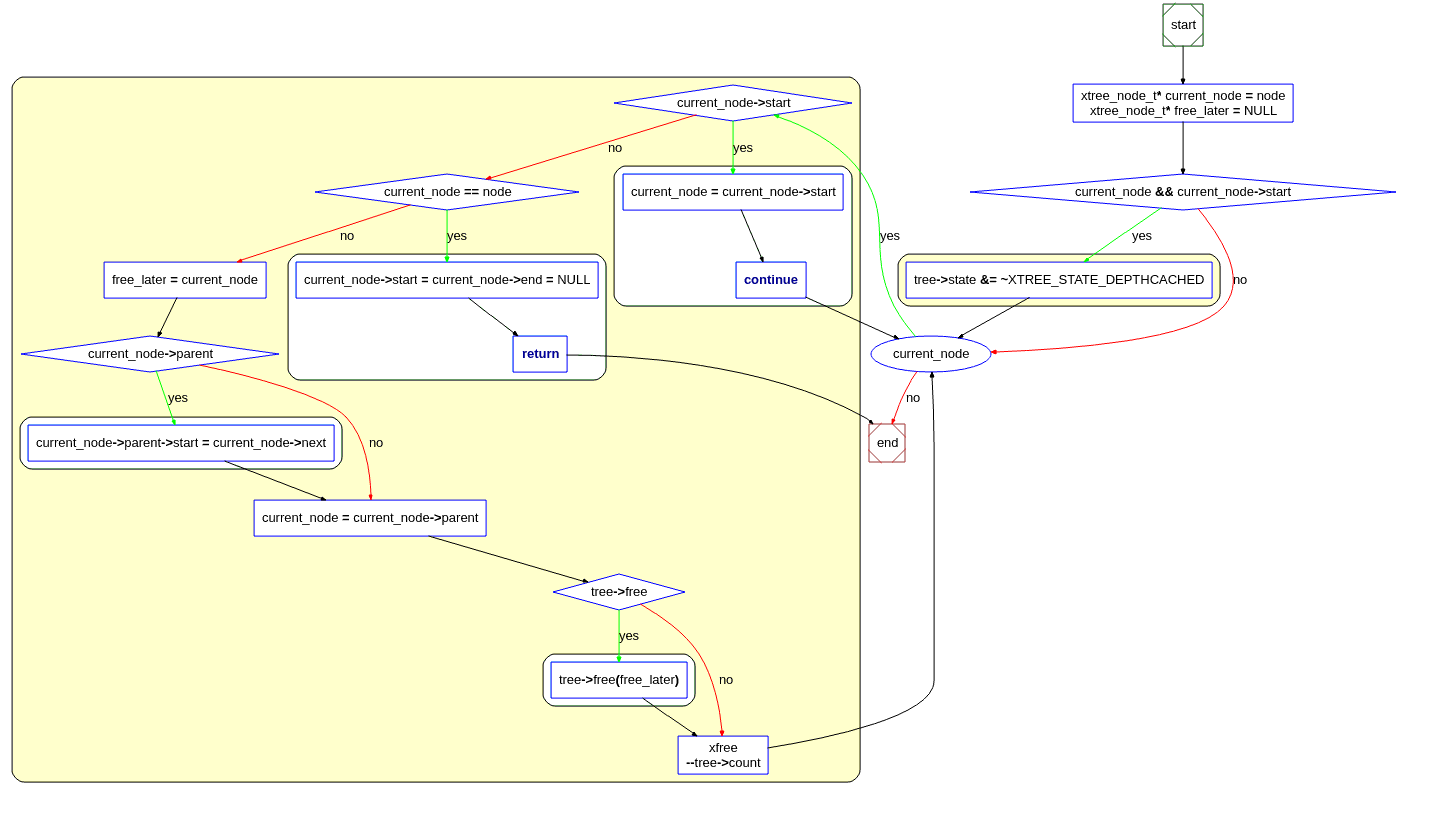 start
xtree_node_t* current_node = node
xtree_node_t* free_later = NULL
current_node && current_node->start
yes
no
tree->state &= ~XTREE_STATE_DEPTHCACHED
current_node
yes
no
end
current_node->start
no
yes
current_node = current_node->start
continue
current_node == node
no
yes
current_node->start = current_node->end = NULL
return
free_later = current_node
current_node->parent
yes
no
current_node->parent->start = current_node->next
current_node = current_node->parent
tree->free
yes
no
tree->free(free_later)
xfree
--tree->count